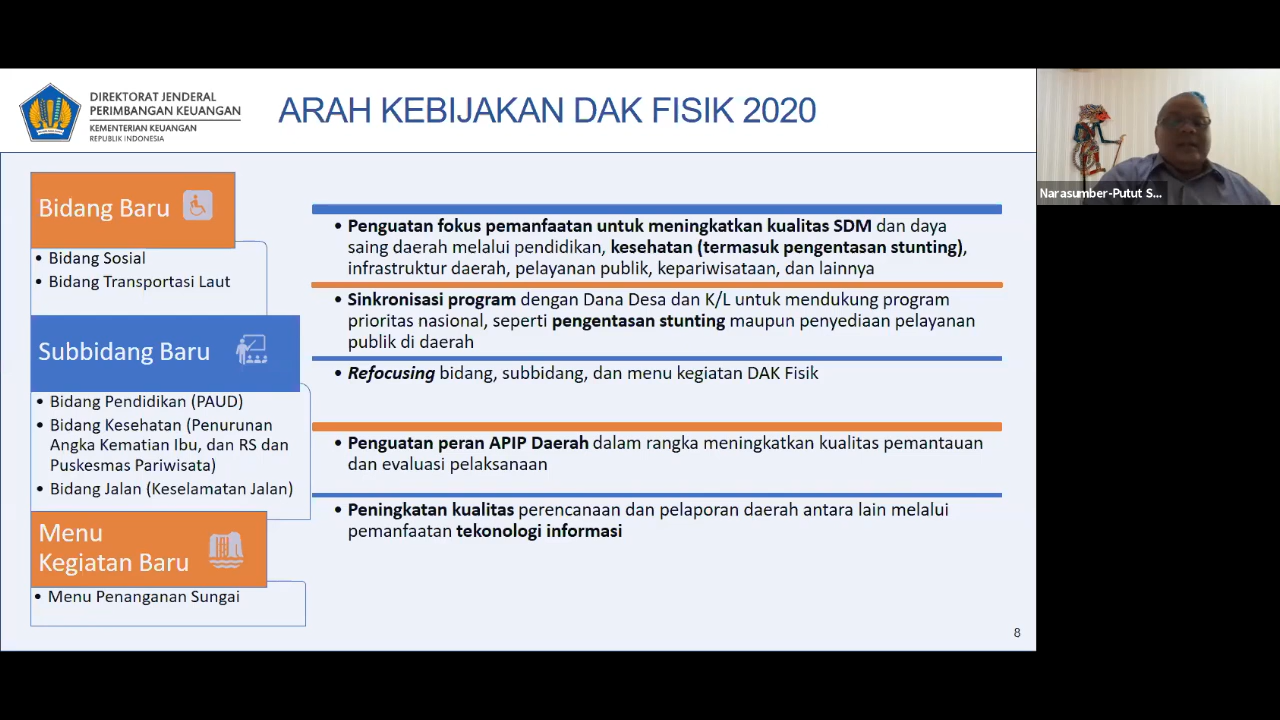 DIREKTORAT JENDERAL
PERIMBANGAN KEUANGAN
KEMENTERIAN KEUANGAN
REPUBLIK INDONESIA
ARAH KEBIJAKAN DAK FISIK 2020
Bidang Baru
• Bidang Sosial
• Bidang Transportasi Laut
Subbidang Baru
• Bidang Pendidikan (PAUD)
• Bidang Kesehatan (Penurunan
Angka Kematian Ibu, dan RS dan
Puskesmas Pariwisata)
• Bidang Jalan (Keselamatan Jalan)
Menu
Kegiatan Baru
• Menu Penanganan Sungai
• Penguatan fokus pemanfaatan untuk meningkatkan kualitas SDM dan daya
saing daerah melalui pendidikan, kesehatan (termasuk pengentasan stunting),
infrastruktur daerah, pelayanan publik, kepariwisataan, dan lainnya
• Sinkronisasi program dengan Dana Desa dan K/L untuk mendukung program
prioritas nasional, seperti pengentasan stunting maupun penyediaan pelayanan
publik di daerah
• Refocusing bidang, subbidang, dan menu kegiatan DAK Fisik
• Penguatan peran APIP Daerah dalam rangka meningkatkan kualitas pemantauan
dan evaluasi pelaksanaan
• Peningkatan kualitas perencanaan dan pelaporan daerah antara lain melalui
pemanfaatan tekonologi informasi
8
Narasumber-Putut S...